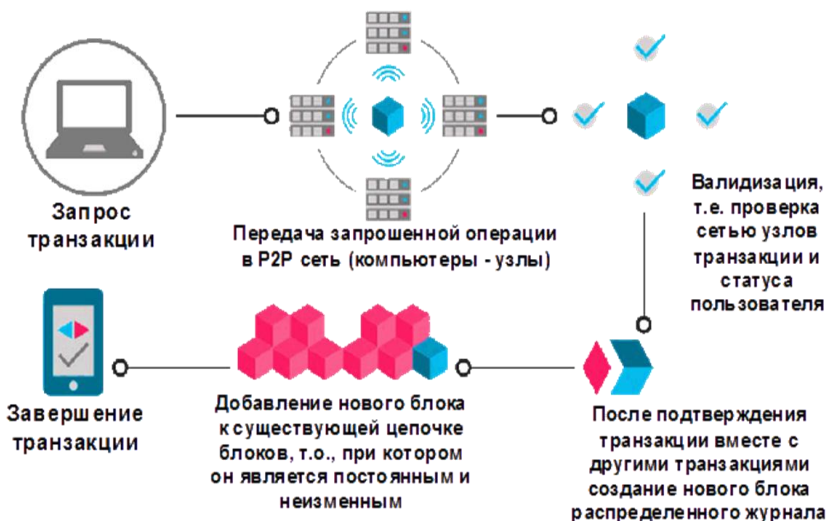 Запрос
транзакции
Передача запрошенной операции
в P2P сеть (компьютеры - узлы)
Валидизация,
т.е. проверка
сетью узлов
транзакции и
статуса
пользователя
После подтверждения
транзакции вместе с
другими транзакциями
создание нового блока
распределенного журнала
Добавление нового блока
к существующей цепочке
блоков, т.о., при котором
он является постоянным и
неизменным
Завершение
транзакции